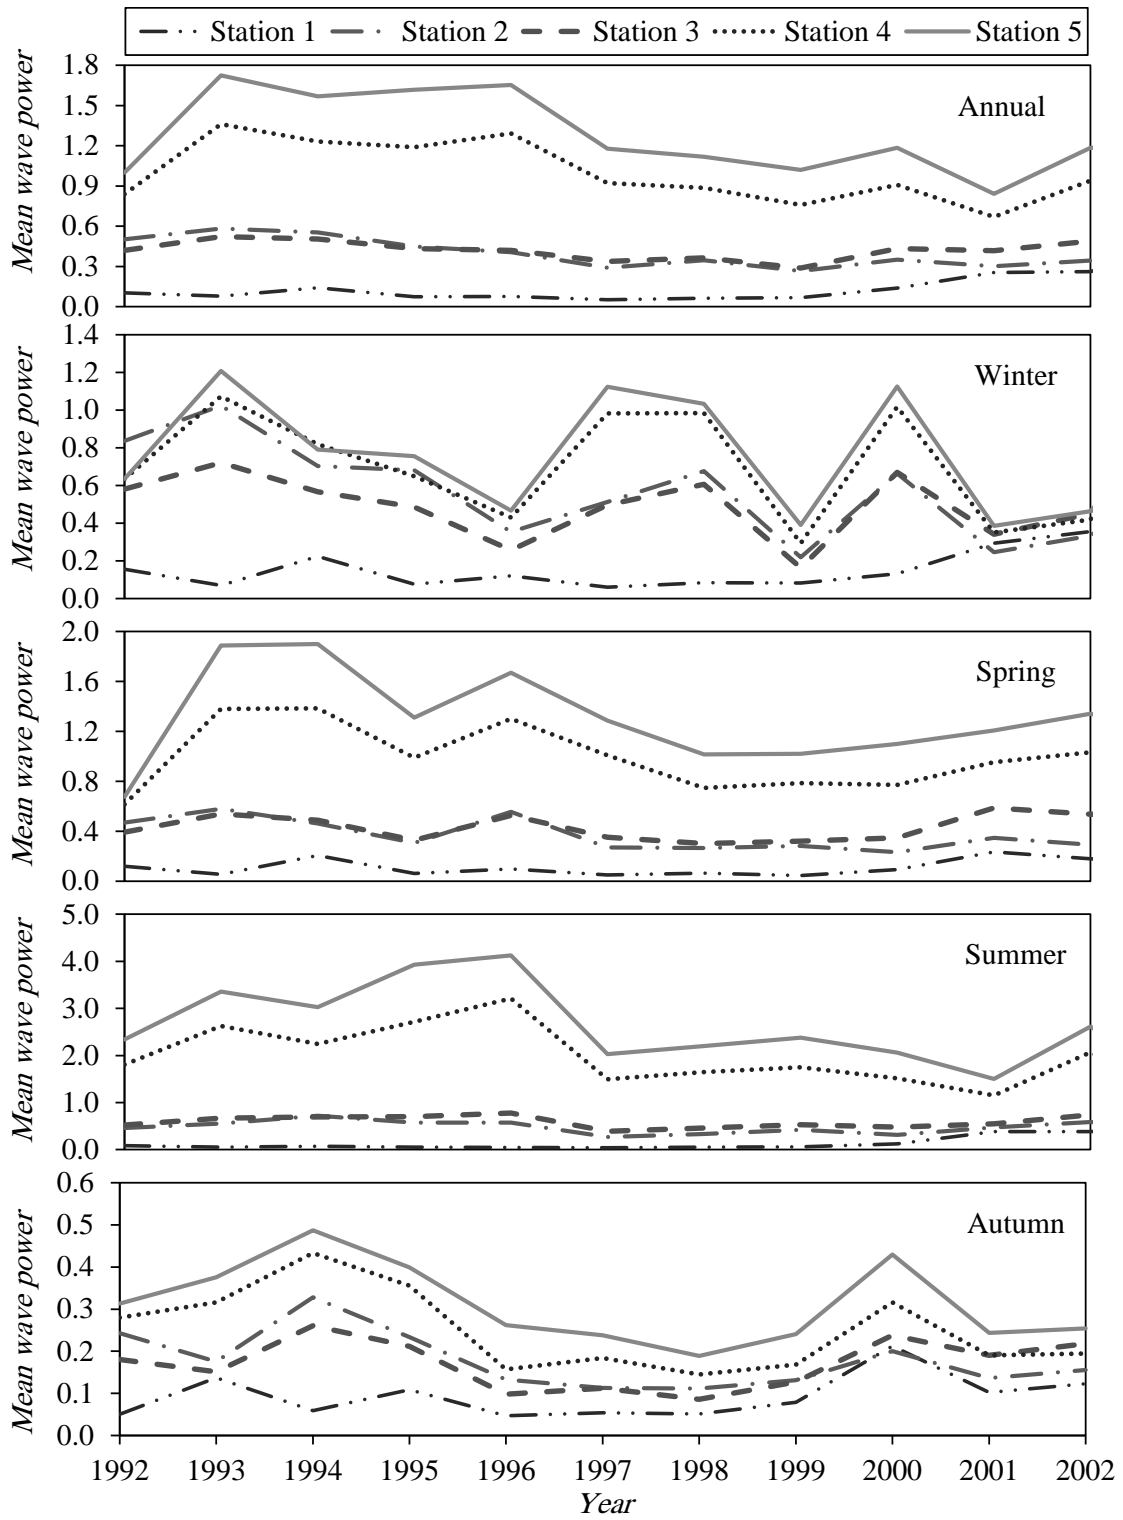 Station 1 Station 2 Station 3 Station 4 Station 5
Mean wave power
1.8
1.5
1.2
0.9
0.6
0.3
0.0
Annual
Mean wave power
1.4
1.2
1.0
0.8
0.6
0.4
0.2
0.0
Winter
Mean wave power
2.0
1.6
1.2
0.8
0.4
0.0
Spring
Mean wave power
5.0
4.0
3.0
2.0
1.0
0.0
Summer
Mean wave power
0.6
0.5
0.4
0.3
0.2
0.1
0.0
Autumn
1992 1993 1994 1995 1996 1997 1998 1999 2000 2001 2002
Year